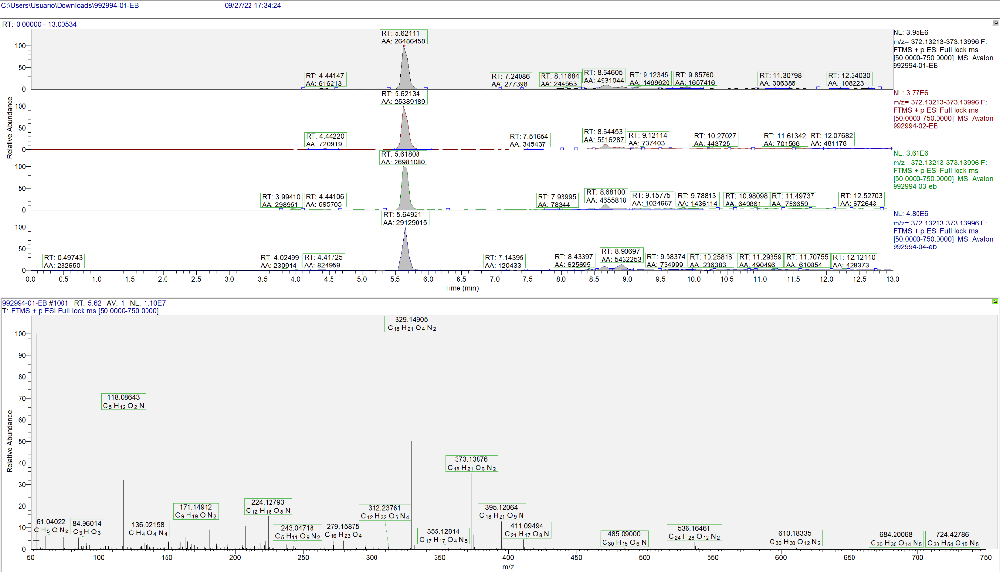 C:\Users\Usuario\Downloads\992994-01-EB 09/27/22 17:34:24
RT: 0.00000 - 13.00534
Relative Abundance
100
50
0
RT: 4.44147
AA: 616213
RT: 5.62111
AA: 26486458
RT: 7.24086
AA: 277398
RT: 8.11684
AA: 244563
RT: 8.64605
AA: 4931044
RT: 9.12345
AA: 1469620
RT: 9.85760
AA: 1657416
RT: 11.30798
AA: 306386
RT: 12.34030
AA: 108223
NL: 3.95E6
m/z= 372.13213-373.13996 F:
FTMS + p ESI Full lock ms
[50.0000-750.0000] MS Avalon
992994-01-EB
100
50
0
RT: 4.44220
AA: 720919
RT: 5.62134
AA: 25389189
RT: 7.51654
AA: 345437
RT: 8.64453
AA: 5516287
RT: 9.12114
AA: 737403
RT: 10.27027
AA: 443725
RT: 11.61342
AA: 701566
RT: 12.07682
AA: 481178
NL: 3.77E6
m/z= 372.13213-373.13996 F:
FTMS + p ESI Full lock ms
[50.0000-750.0000] MS Avalon
992994-02-EB
100
50
0
RT: 3.99410
AA: 298951
RT: 4.44106
AA: 695705
RT: 5.61808
AA: 26981080
RT: 7.93995
AA: 78344
RT: 8.68100
AA: 4655818
RT: 9.15775
AA: 1024967
RT: 9.78813
AA: 1436114
RT: 10.98098
AA: 649861
RT: 11.49737
AA: 756659
RT: 12.52703
AA: 672643
NL: 3.61E6
m/z= 372.13213-373.13996 F:
FTMS + p ESI Full lock ms
[50.0000-750.0000] MS Avalon
992994-03-eb
100
50
0
RT: 0.49743
AA: 232650
RT: 4.02499
AA: 230914
RT: 4.41725
AA: 824959
RT: 5.64921
AA: 29129015
RT: 7.14395
AA: 120433
RT: 8.43397
AA: 625695
RT: 8.90697
AA: 5432253
RT: 9.58374
AA: 734999
RT: 10.25816
AA: 236383
RT: 11.29359
AA: 490496
RT: 11.70755
AA: 610854
RT: 12.12110
AA: 428373
NL: 4.80E6
m/z= 372.13213-373.13996 F:
FTMS + p ESI Full lock ms
[50.0000-750.0000] MS Avalon
992994-04-eb
0.0 0.5 1.0 1.5 2.0 2.5 3.0 3.5 4.0 4.5 5.0 5.5 6.0 6.5 7.0 7.5 8.0 8.5 9.0 9.5 10.0 10.5 11.0 11.5 12.0 12.5 13.0
Time (min)
992994-01-EB #1001 RT: 5.62 AV: 1 NL: 1.10E7
T: FTMS + p ESI Full lock ms [50.0000-750.0000]
Relative Abundance
100
90
80
70
60
50
40
30
20
10
0
61.04022
C H5 O N2
84.96014
C3 H O3
118.08643
C5 H12 O2 N
136.02158
C H4 O4 N4
171.14912
C9 H19 O N2
224.12793
C12 H18 O3 N
243.04718
C5 H11 O9 N2
279.15875
C16 H23 O4
312.23761
C12 H32 O5 N4
329.14905
C18 H21 O4 N2
355.12814
C17 H17 O4 N5
373.13876
C19 H21 O6 N2
395.12064
C18 H21 O9 N
411.09494
C21 H17 O8 N
485.09000
C30 H15 O6 N
536.16461
C24 H28 O12 N2
610.18335
C30 H30 O12 N2
684.20068
C30 H30 O14 N5
724.42786
C30 H54 O15 N5
50 100 150 200 250 300 350 400 450 500 550 600 650 700 750
m/z